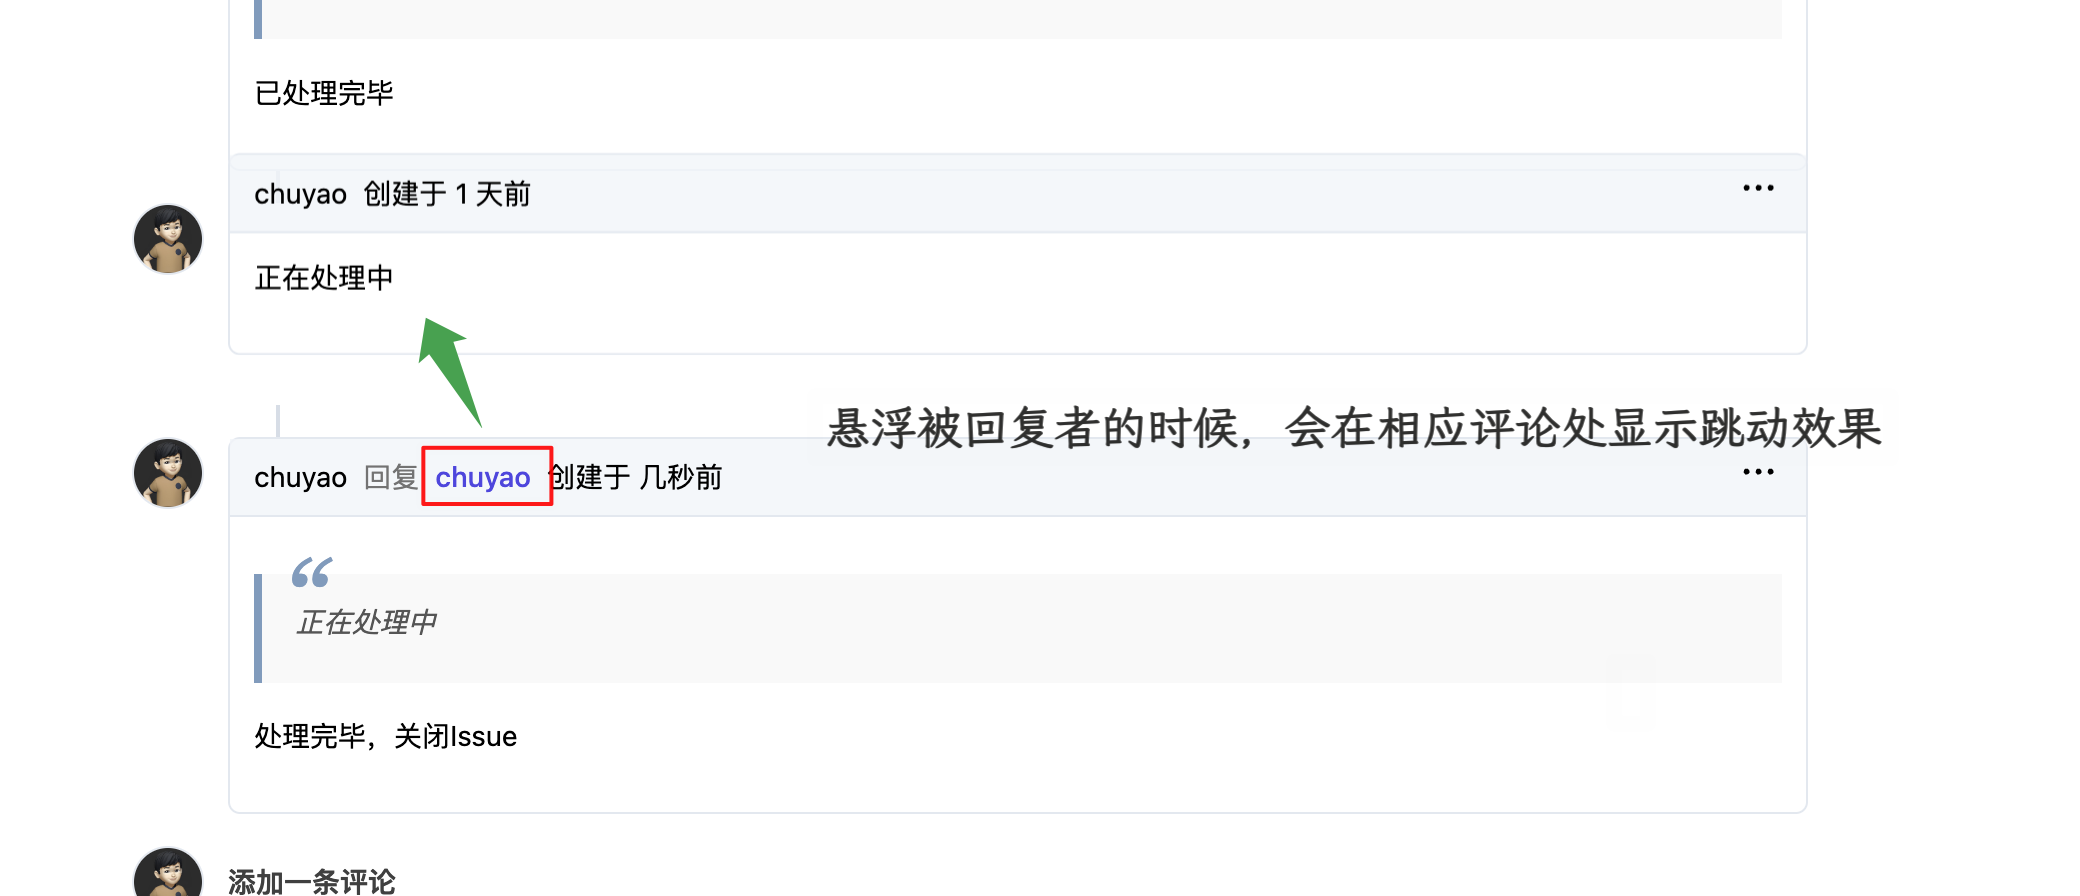 已处理完毕
chuyao 创建于 1 天前
正在处理中
悬浮被回复者的时候，会在相应评论处显示跳动效果
chuyao 回复 chuyao 创建于 几秒前
正在处理中
处理完毕，关闭Issue
添加一条评论